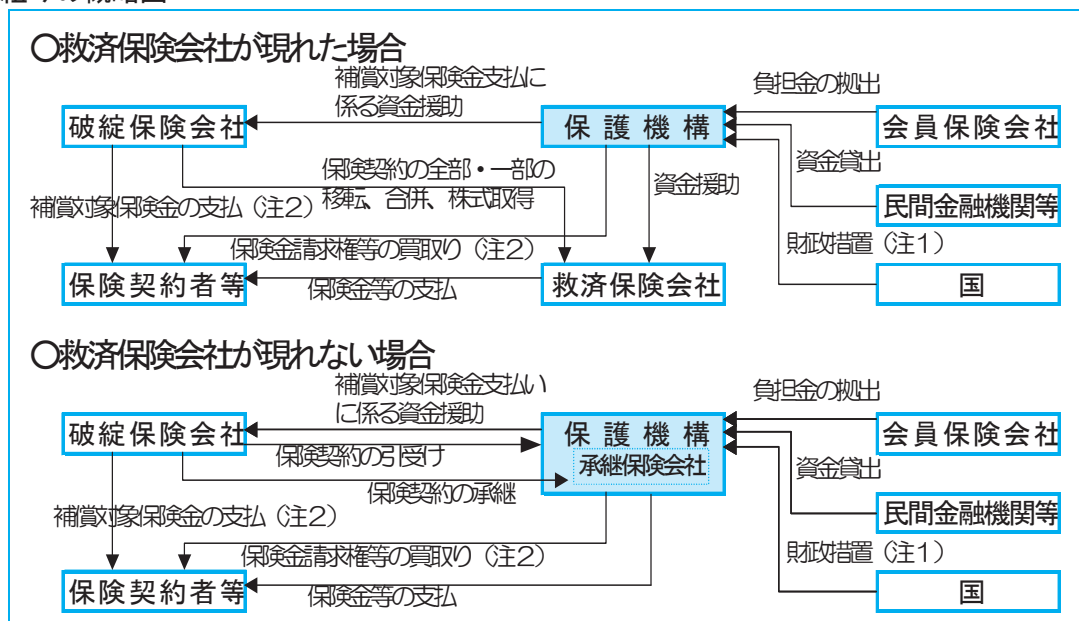 〇救済保険会社が現れた場合
補償対象保険金支払に
係る資金援助
負担金の拠出
破綻保険会社
保護機構
会員保険会社
保険契約の全部・一部の
移転、合併、株式取得
資金援助
資金貸出
補償対象保険金の支払(注2)
民間金融機関等
保険金請求権等の買取り(注2)
財政措置(注1)
保険契約者等
保険金等の支払
救済保険会社
国
〇救済保険会社が現れない場合
補償対象保険金支払い
に係る資金援助
負担金の拠出
破綻保険会社
保護機構
会員保険会社
保険契約の引受け
承継保険会社
資金貸出
保険契約の承継
補償対象保険金の支払(注2)
民間金融機関等
保険金請求権等の買取り(注2)
財政措置(注1)
保険契約者等
保険金等の支払
国